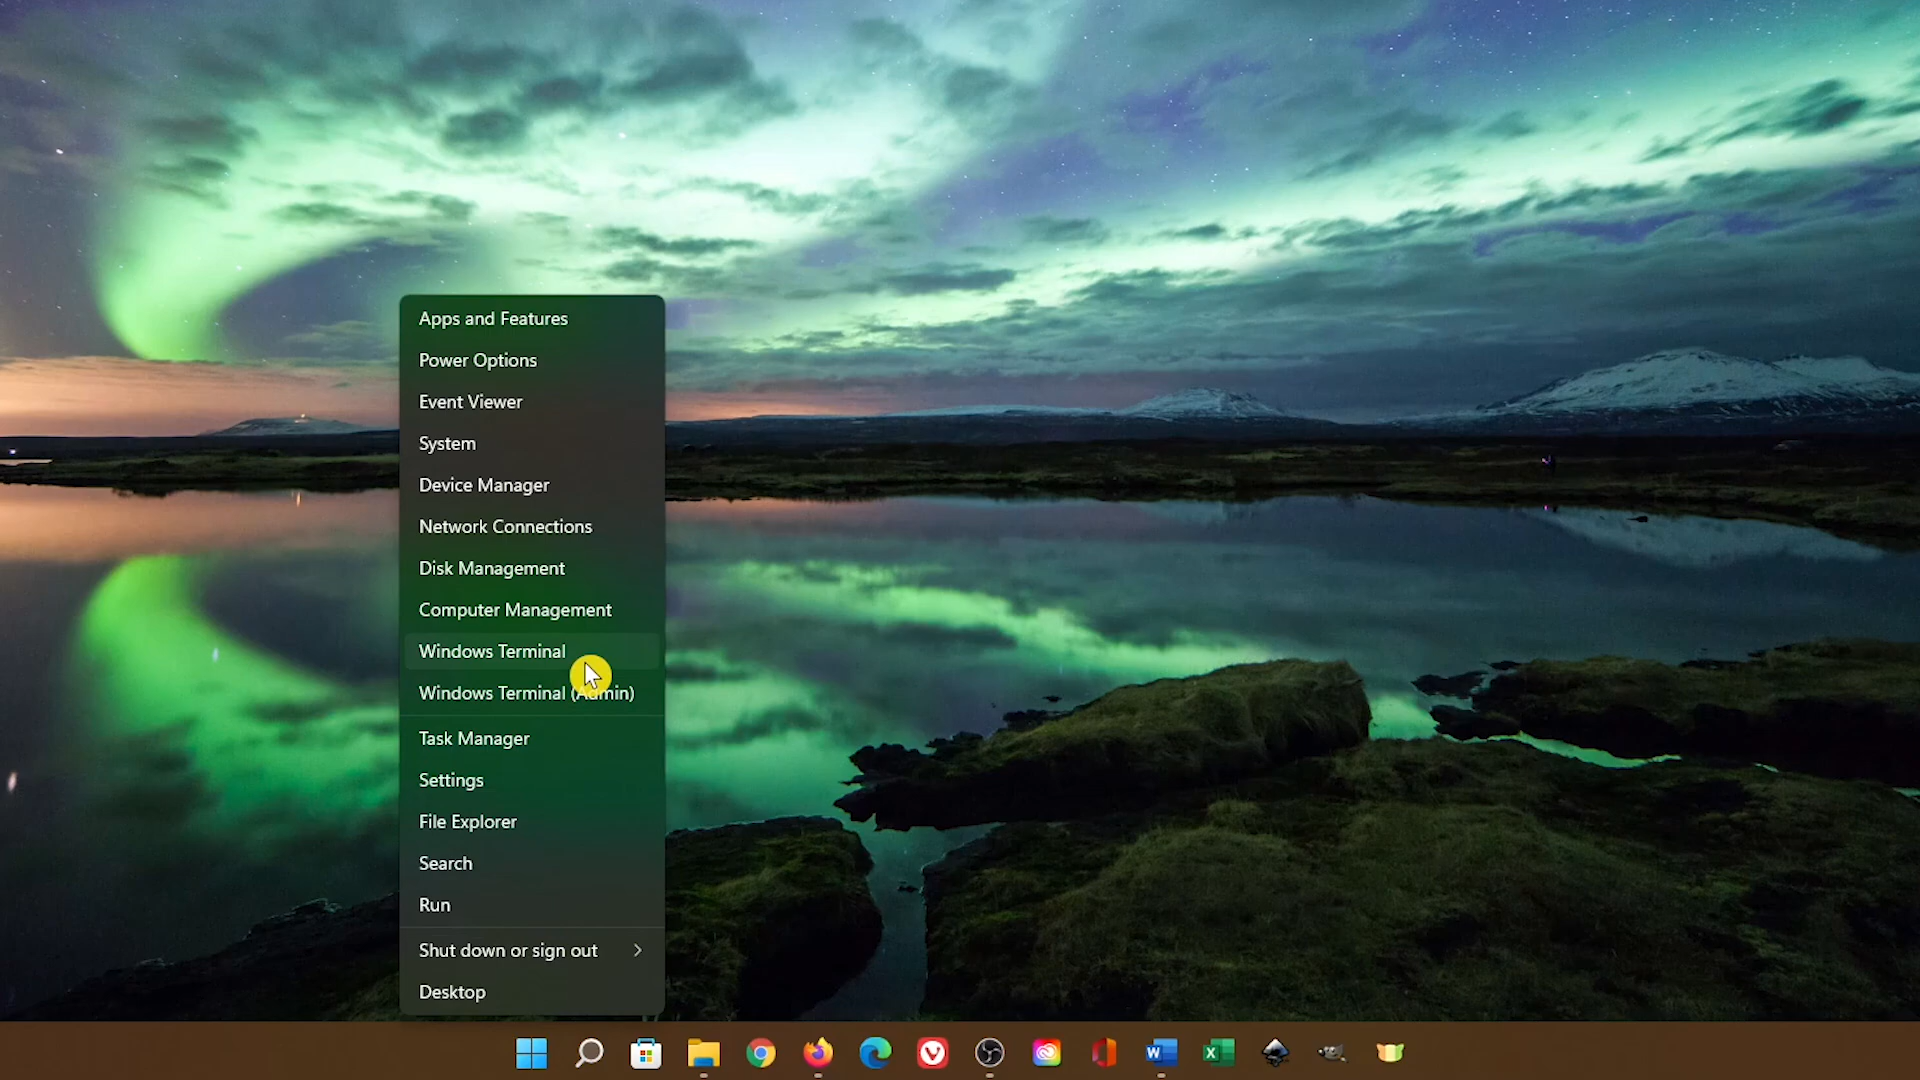 Apps and Features
Power Options
Event Viewer
System
Device Manager
Network Connections
Disk Management
Computer Management
Windows Terminal
Windows Terminal (Admin)
Task Manager
Settings
File Explorer
Search
Run
Shut down or sign out
Desktop